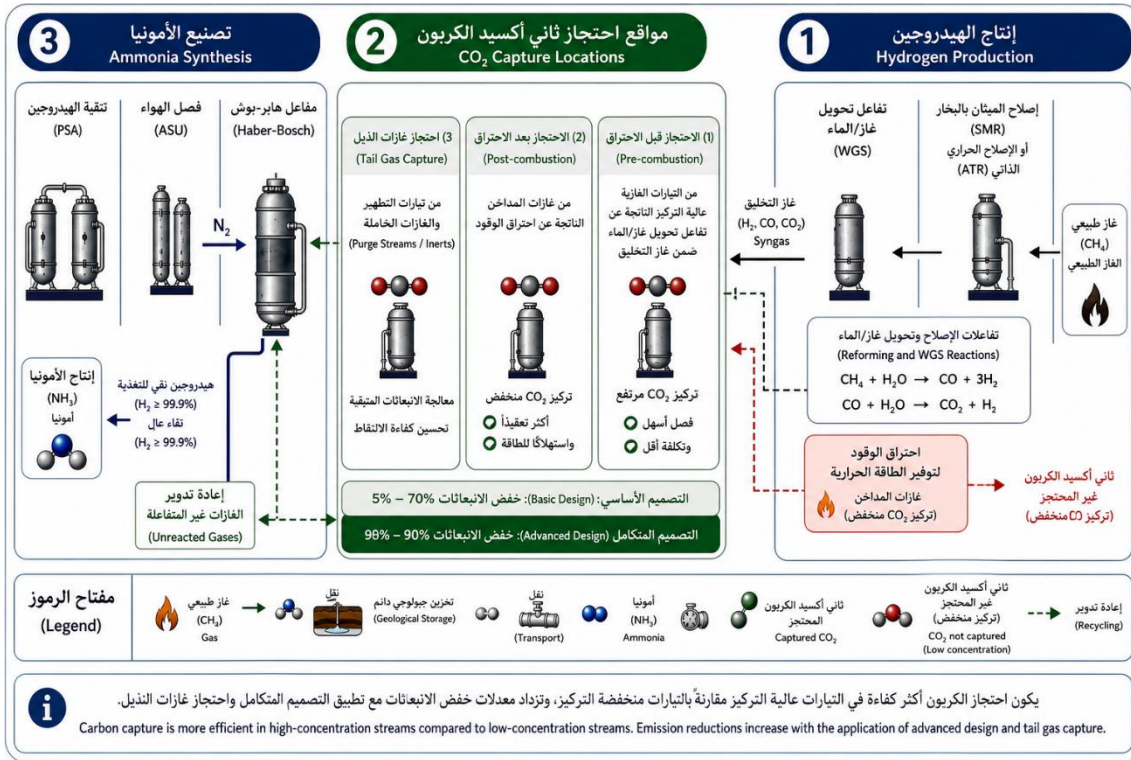 1
إنتاج الهيدروجين
Hydrogen Production
إصلاح الميثان بالبخار
(SMR)
أو الإصلاح الحراري
الذاتي (ATR)
تفاعل تحويل
غاز/الماء
(WGS)
غاز طبيعي
(CH₄)
الغاز الطبيعي
غاز التخليق
(H₂, CO, CO₂)
Syngas
تفاعلات الإصلاح وتحويل غاز/الماء
(Reforming and WGS Reactions)
CH₄ + H₂O → CO + 3H₂
CO + H₂O → CO₂ + H₂
احتراق الوقود
لتوفير الطاقة الحرارية
غازات المداخن
(تركيز CO₂ منخفض)
ثاني أكسيد الكربون
غير المحتجز
(تركيز منخفض)
2
مواقع احتجاز ثاني أكسيد الكربون
CO₂ Capture Locations
(1) الاحتجاز قبل الاحتراق
(Pre-combustion)
من التيارات الغازية
عالية التركيز الناتجة عن
تفاعل تحويل غاز/الماء
ضمن غاز التخليق
تركيز CO₂ مرتفع
فصل أسهل
وتكلفة أقل
(2) الاحتجاز بعد الاحتراق
(Post-combustion)
من غازات المداخن
الناتجة عن احتراق الوقود
تركيز CO₂ منخفض
أكثر تعقيذاً
واستهلاكًا للطاقة
3) احتجاز غازات الذيل
(Tail Gas Capture)
من تيارات التطهير
والغازات الخاملة
(Purge Streams / Inerts)
معالجة الانبعاثات المتبقية
تحسين كفاءة الالتقاط
التصميم الأساسي: (Basic Design): خفض الانبعاثات 70% – 5%
التصميم المتكامل (Advanced Design): خفض الانبعاثات 90% – 98%
3
تصنيع الأمونيا
Ammonia Synthesis
مفاعل هابر-بوش
(Haber-Bosch)
فصل الهواء
(ASU)
تنقية الهيدروجين
(PSA)
N₂
هيدروجين نقي للتغذية
(H₂ ≥ 99.9%)
نقاء عالٍ
(H₂ ≥ 99.9%)
إنتاج الأمونيا
(NH₃)
أمونيا
إعادة تدوير
الغازات غير المتفاعلة
(Unreacted Gases)
مفتاح الرموز
(Legend)
غاز طبيعي
(CH₄)
Gas
نقل
تخزين جيولوجي دائم
(Geological Storage)
نقل
(Transport)
أمونيا
(NH₃)
Ammonia
ثاني أكسيد الكربون
المحتجز
Captured CO₂
ثاني أكسيد الكربون
غير المحتجز
(تركيز منخفض)
CO₂ not captured
(Low concentration)
إعادة تدوير
(Recycling)
i
يكون احتجاز الكربون أكثر كفاءة في التيارات عالية التركيز مقارنةً بالتيارات منخفضة التركيز، وتزداد معدلات خفض الانبعاثات مع تطبيق التصميم المتكامل واحتجاز غازات النذيل.
Carbon capture is more efficient in high-concentration streams compared to low-concentration streams. Emission reductions increase with the application of advanced design and tail gas capture.